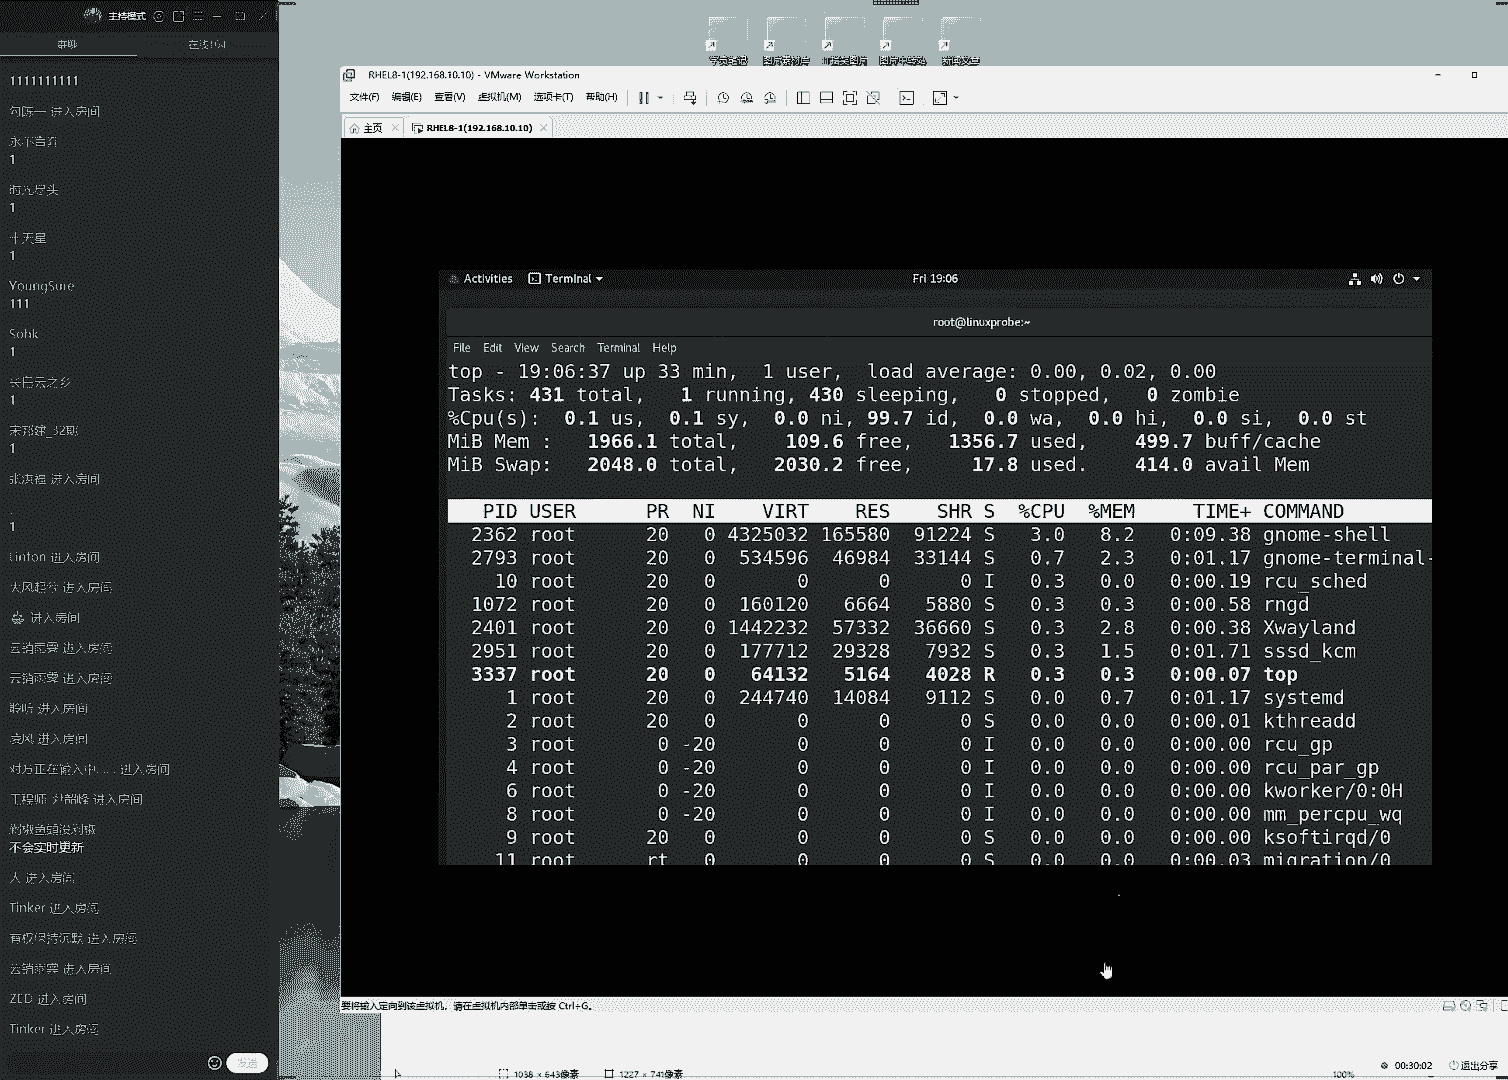 主持模式
群聊
1111111111
勾陈一 进入房间
永不言弃
1
时光尽头
1
十天星
1
YoungSure
111
Sobk
1
长白云之乡
1
1
张洪福 进入房间
.
1
Linton 进入房间
大风起兮 进入房间
进入房间
云销雨霁 进入房间
云销雨霁 进入房间
聆听 进入房间
凌风 进入房间
对方正在输入中…… 进入房间
不会实时更新
人 进入房间
Tinker 进入房间
有权保持沉默 进入房间
云销雨霁 进入房间
ZED 进入房间
Tinker 进入房间
发送
RHEL8-1(192.168.10.10) - VMware Workstation
文件(F) 编辑(E) 查看(V) 虚拟机(M) 选项卡(T) 帮助(H)
主页 RHEL8-1(192.168.10.10)
Activities Terminal Fri 19:06
root@linuxprobe:~
File Edit View Search Terminal Help
top - 19:06:37 up 33 min, 1 user, load average: 0.00, 0.02, 0.00
Tasks: 431 total, 1 running, 430 sleeping, 0 stopped, 0 zombie
%Cpu(s): 0.1 us, 0.1 sy, 0.0 ni, 99.7 id, 0.0 wa, 0.0 hi, 0.0 si, 0.0 st
MiB Mem : 1966.1 total, 109.6 free, 1356.7 used, 499.7 buff/cache
MiB Swap: 2048.0 total, 2030.2 free, 17.8 used. 414.0 avail Mem
PID USER PR NI VIRT RES SHR S %CPU %MEM TIME+ COMMAND
2362 root 20 0 4325032 165580 91224 S 3.0 8.2 0:09.38 gnome-shell
2793 root 20 0 534596 46984 33144 S 0.7 2.3 0:01.17 gnome-terminal-
10 root 20 0 0 0 0 I 0.3 0.0 0:00.19 rcu_sched
1072 root 20 0 160120 6664 5880 S 0.3 0.3 0:00.58 rngd
2401 root 20 0 1442232 57332 36660 S 0.3 2.8 0:00.38 Xwayland
2951 root 20 0 177712 29328 7932 S 0.3 1.5 0:01.71 sssd_kcm
3337 root 20 0 64132 5164 4028 R 0.3 0.3 0:00.07 top
1 root 20 0 244740 14084 9112 S 0.0 0.7 0:01.17 systemd
2 root 20 0 0 0 0 S 0.0 0.0 0:00.01 kthreadd
3 root 0 -20 0 0 0 I 0.0 0.0 0:00.00 rcu_gp
4 root 0 -20 0 0 0 I 0.0 0.0 0:00.00 rcu_par_gp
6 root 0 -20 0 0 0 I 0.0 0.0 0:00.00 kworker/0:0H
8 root 0 -20 0 0 0 I 0.0 0.0 0:00.00 mm_percpu_wq
9 root 20 0 0 0 0 S 0.0 0.0 0:00.00 ksoftirqd/0
11 root rt 0 0 0 0 S 0.0 0.0 0:00.03 migration/0
要将输入定向到该虚拟机，请在虚拟机内部单击或按 Ctrl+G。
1038 × 643像素 1227 × 741像素 100%
00:30:02 退出分享